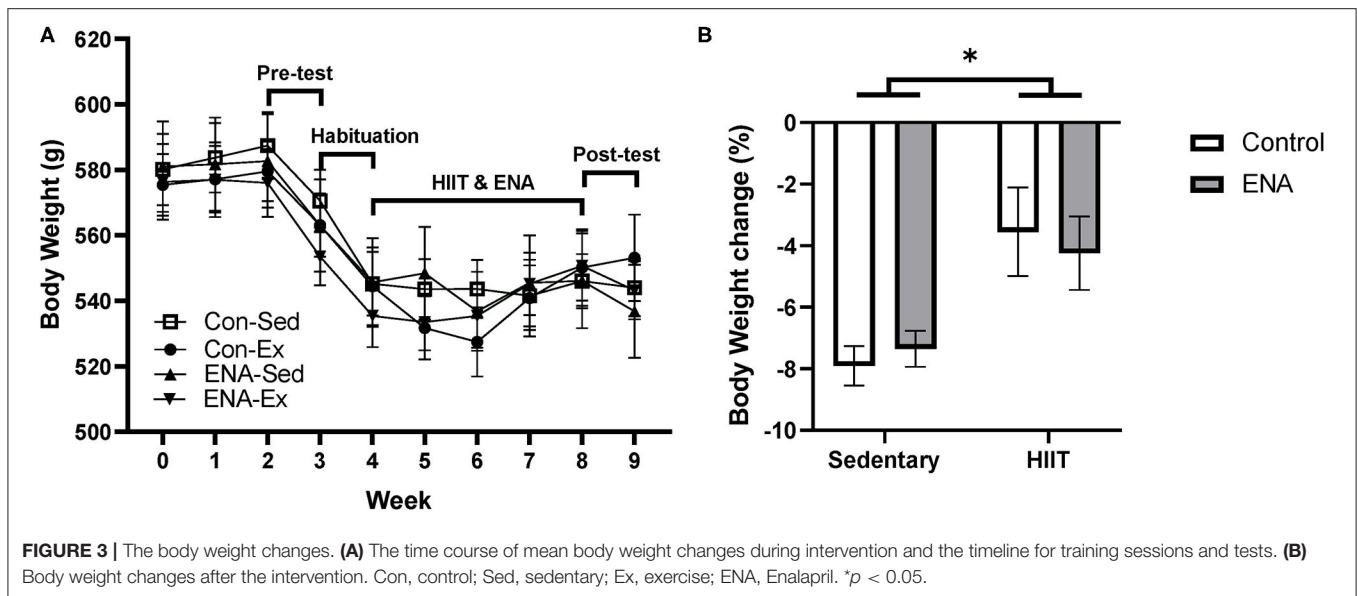 A
620
600
580
560
540
520
500
Body Weight (g)
Pre-test
Habituation
HIIT & ENA
Post-test
Con-Sed
Con-Ex
ENA-Sed
ENA-Ex
0 1 2 3 4 5 6 7 8 9
Week
B
*
0
-2
-4
-6
-8
-10
Body Weight change (%)
Sedentary HIIT
Control
ENA
FIGURE 3 | The body weight changes. (A) The time course of mean body weight changes during intervention and the timeline for training sessions and tests. (B)
Body weight changes after the intervention. Con, control; Sed, sedentary; Ex, exercise; ENA, Enalapril. *p < 0.05.